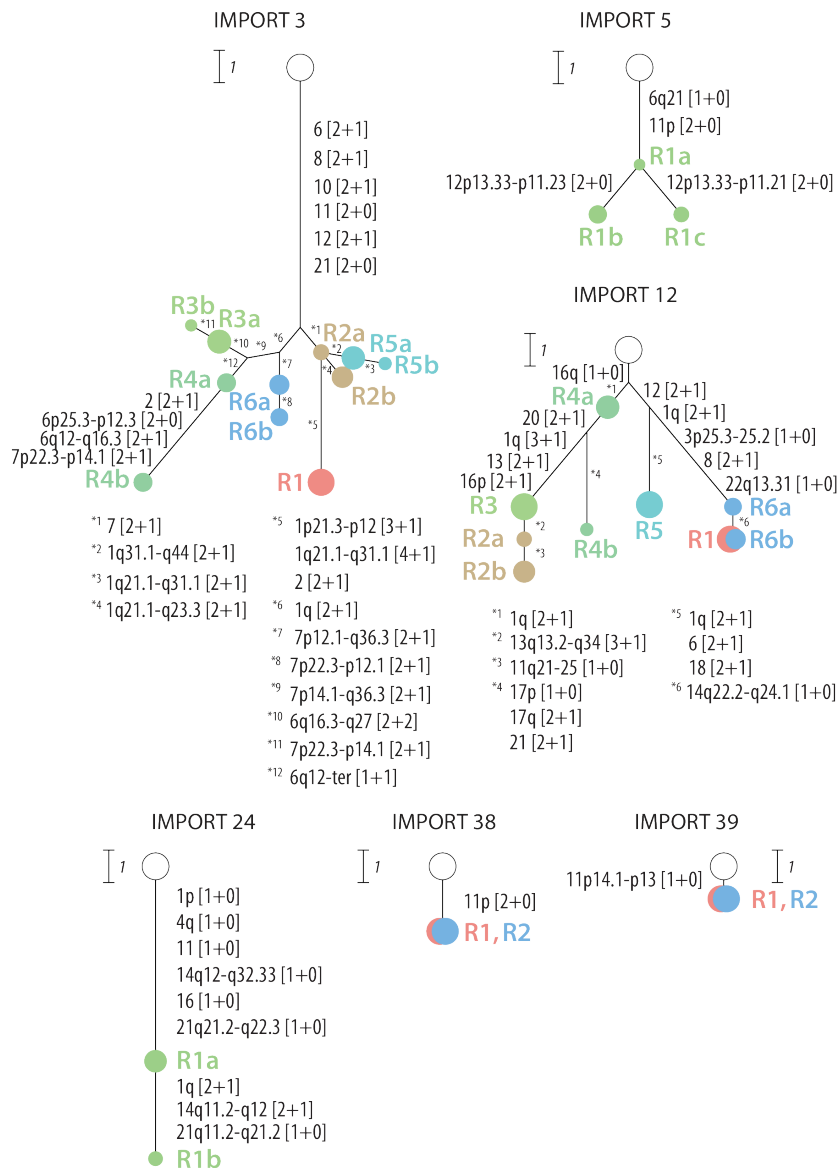 IMPORT 3
1
6 [2+1]
8 [2+1]
10 [2+1]
11 [2+0]
12 [2+1]
21 [2+0]
R3b
*11
R3a
*10
*9
*6
*12
*7
*8
R4a
R6a
R6b
*1
R2a
*2
R5a
*3
R5b
*4
R2b
*5
R1
2 [2+1]
6p25.3-p12.3 [2+0]
6q12-q16.3 [2+1]
7p22.3-p14.1 [2+1]
R4b
*1 7 [2+1]
*2 1q31.1-q44 [2+1]
*3 1q21.1-q31.1 [2+1]
*4 1q21.1-q23.3 [2+1]
*5 1p21.3-p12 [3+1]
1q21.1-q31.1 [4+1]
2 [2+1]
*6 1q [2+1]
*7 7p12.1-q36.3 [2+1]
*8 7p22.3-p12.1 [2+1]
*9 7p14.1-q36.3 [2+1]
*10 6q16.3-q27 [2+2]
*11 7p22.3-p14.1 [2+1]
*12 6q12-ter [1+1]
IMPORT 5
1
6q21 [1+0]
11p [2+0]
R1a
12p13.33-p11.23 [2+0]
12p13.33-p11.21 [2+0]
R1b
R1c
IMPORT 12
1
16q [1+0]
*1
R4a
20 [2+1]
1q [3+1]
13 [2+1]
16p [2+1]
R3
*2
R2a
*3
R2b
*4
R4b
*5
R5
12 [2+1]
1q [2+1]
3p25.3-25.2 [1+0]
8 [2+1]
22q13.31 [1+0]
R6a
*6
R1
R6b
*1 1q [2+1]
*2 13q13.2-q34 [3+1]
*3 11q21-25 [1+0]
*4 17p [1+0]
17q [2+1]
21 [2+1]
*5 1q [2+1]
6 [2+1]
18 [2+1]
*6 14q22.2-q24.1 [1+0]
IMPORT 24
1
1p [1+0]
4q [1+0]
11 [1+0]
14q12-q32.33 [1+0]
16 [1+0]
21q21.2-q22.3 [1+0]
R1a
1q [2+1]
14q11.2-q12 [2+1]
21q11.2-q21.2 [1+0]
R1b
IMPORT 38
1
11p [2+0]
R1, R2
IMPORT 39
1
11p14.1-p13 [1+0]
R1, R2